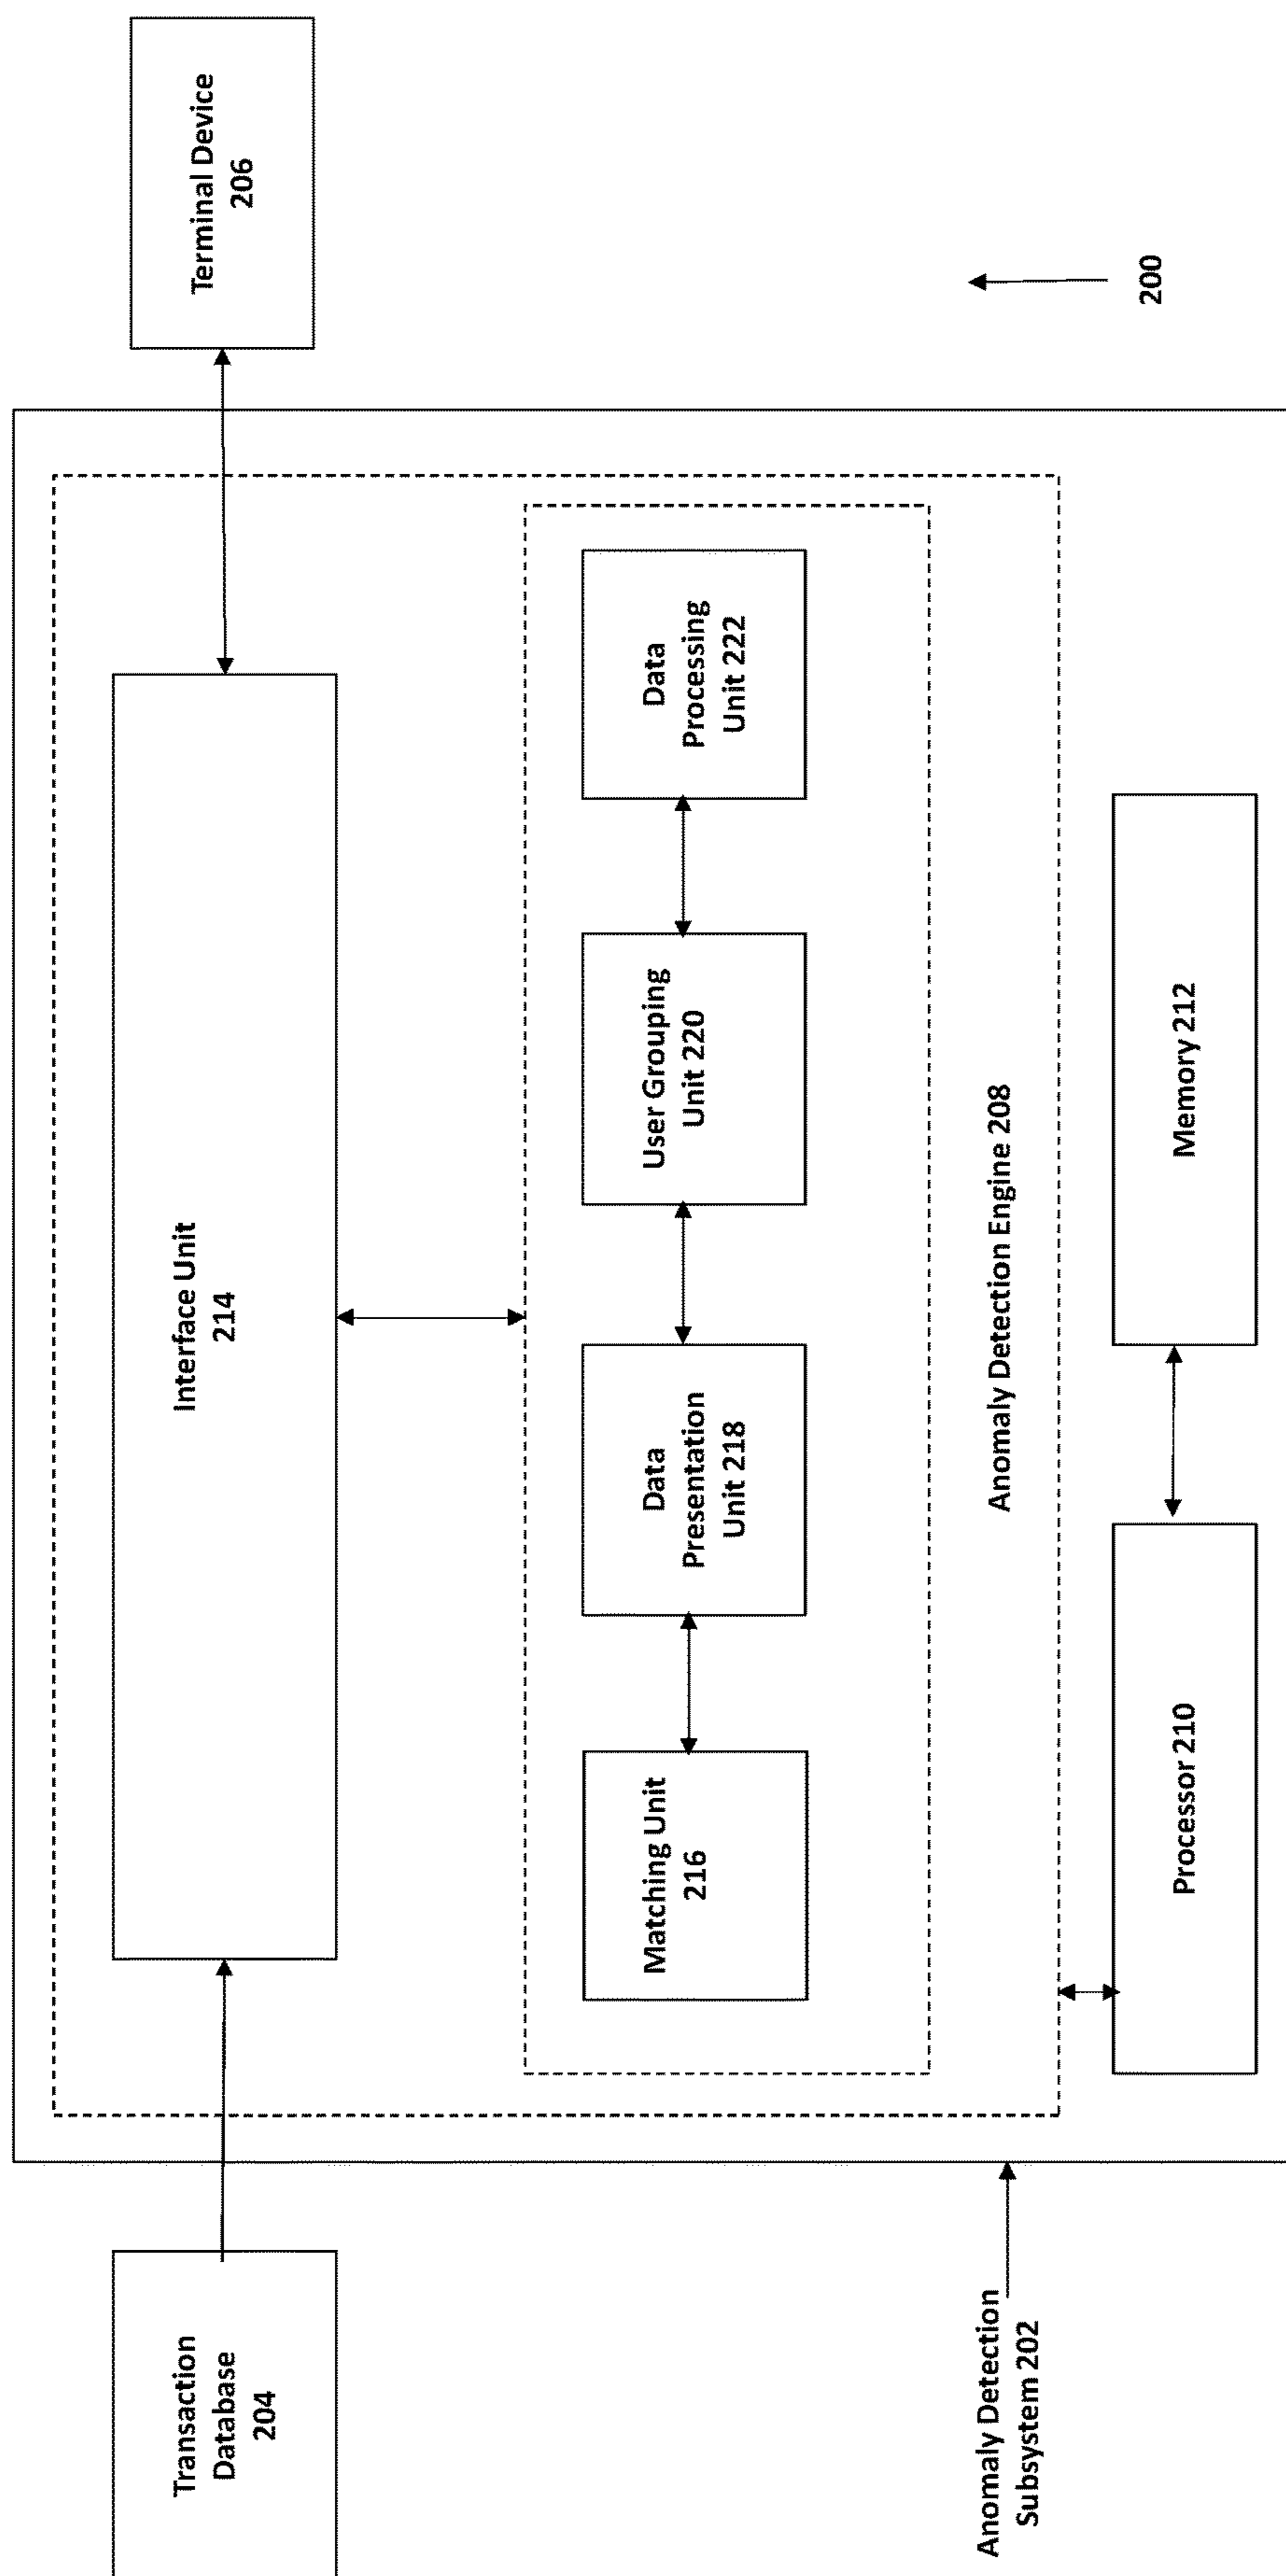 Transaction
Database
204
Interface Unit
214
Terminal Device
206
Matching Unit
216
Data
Presentation
Unit 218
User Grouping
Unit 220
Data
Processing
Unit 222
Anomaly Detection Engine 208
Processor 210
Memory 212
Anomaly Detection
Subsystem 202
200